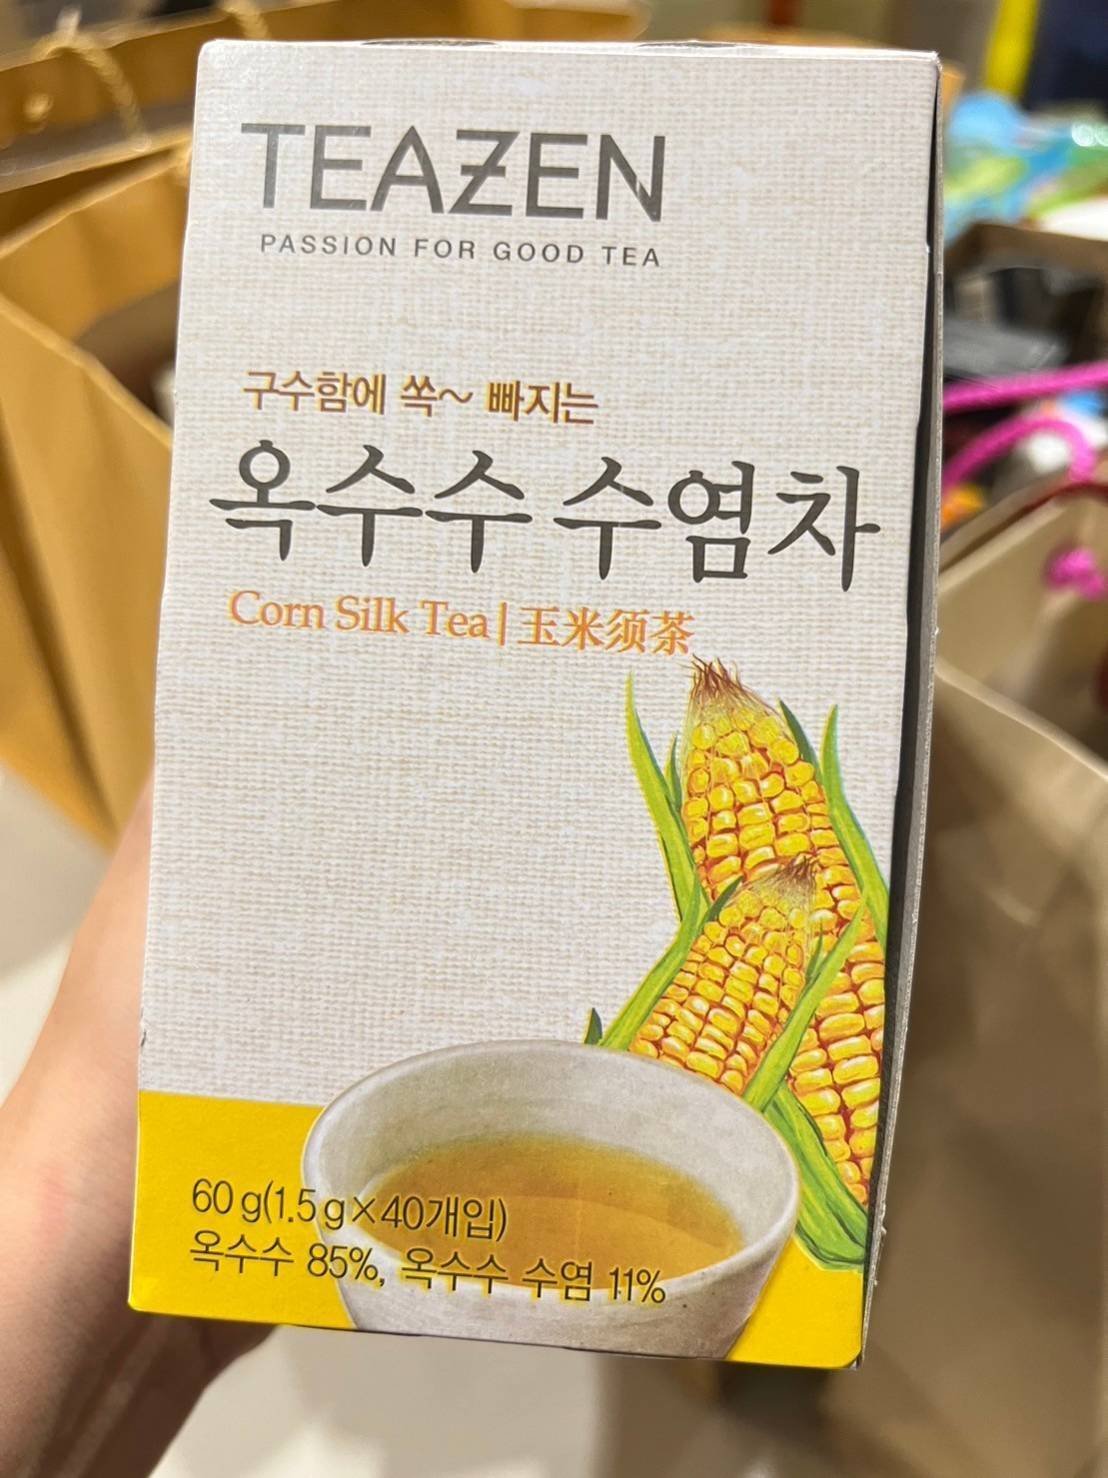 TEAZEN
PASSION FOR GOOD TEA
구수함에 쏙~ 빠지는
옥수수 수염차
Corn Silk Tea | 玉米须茶
60 g(1.5 g×40개입)
옥수수 85%, 옥수수 수염 11%